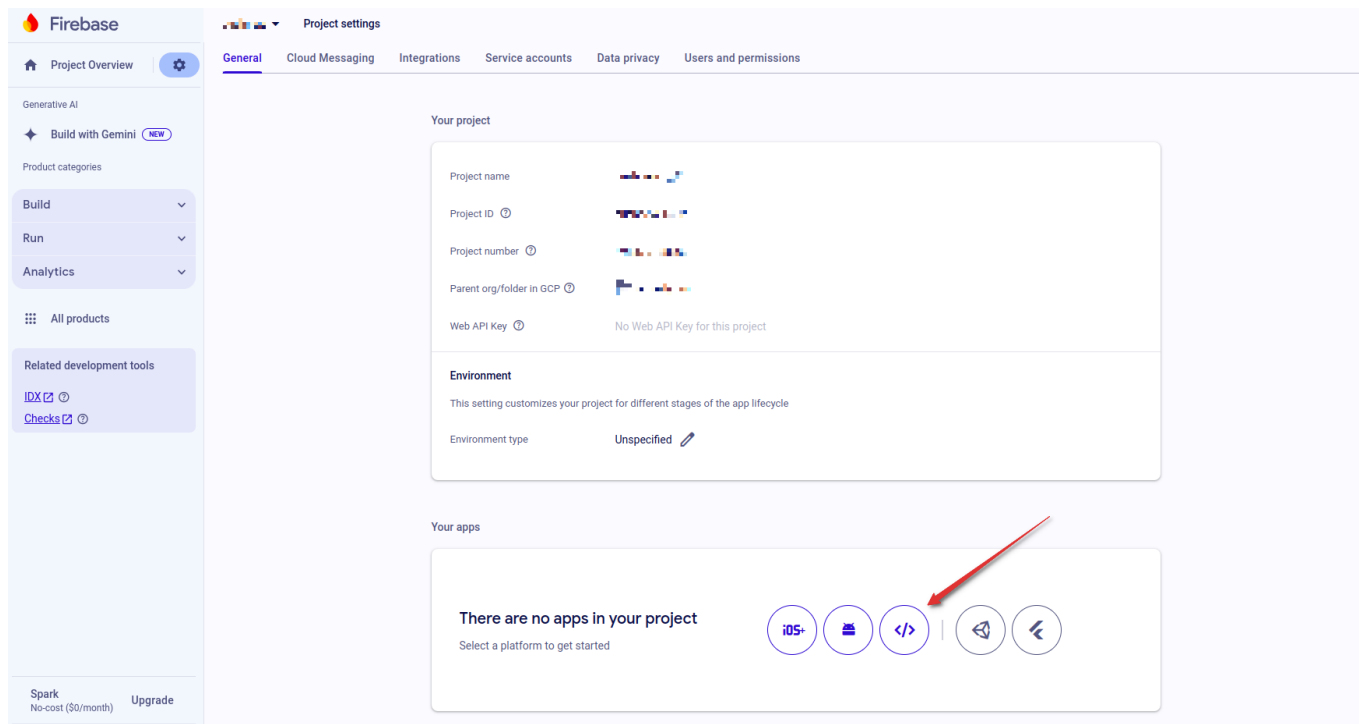 Firebase
Project settings
Project Overview
General Cloud Messaging Integrations Service accounts Data privacy Users and permissions
Generative AI
Build with Gemini NEW
Product categories
Build
Run
Analytics
All products
Related development tools
IDX
Checks
Spark
No-cost ($0/month)
Upgrade
Your project
Project name
Project ID
Project number
Parent org/folder in GCP
Web API Key No Web API Key for this project
Environment
This setting customizes your project for different stages of the app lifecycle
Environment type Unspecified
Your apps
There are no apps in your project
Select a platform to get started
iOS+ </>